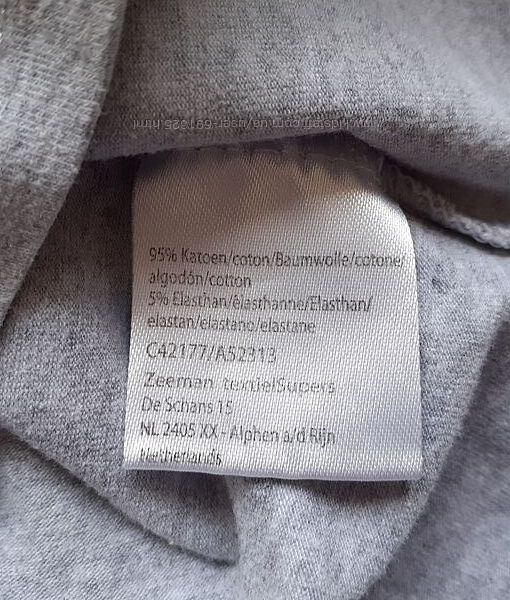 95% Katoen/coton/Baumwolle/cotone/
algodón/cotton
5% Elasthan/élasthanne/Elasthan/
elastan/elastano/elastane
C42177/A52313
Zeeman textielSupers
De Schans 15
NL 2405 XX - Alphen a/d Rijn
Netherlands